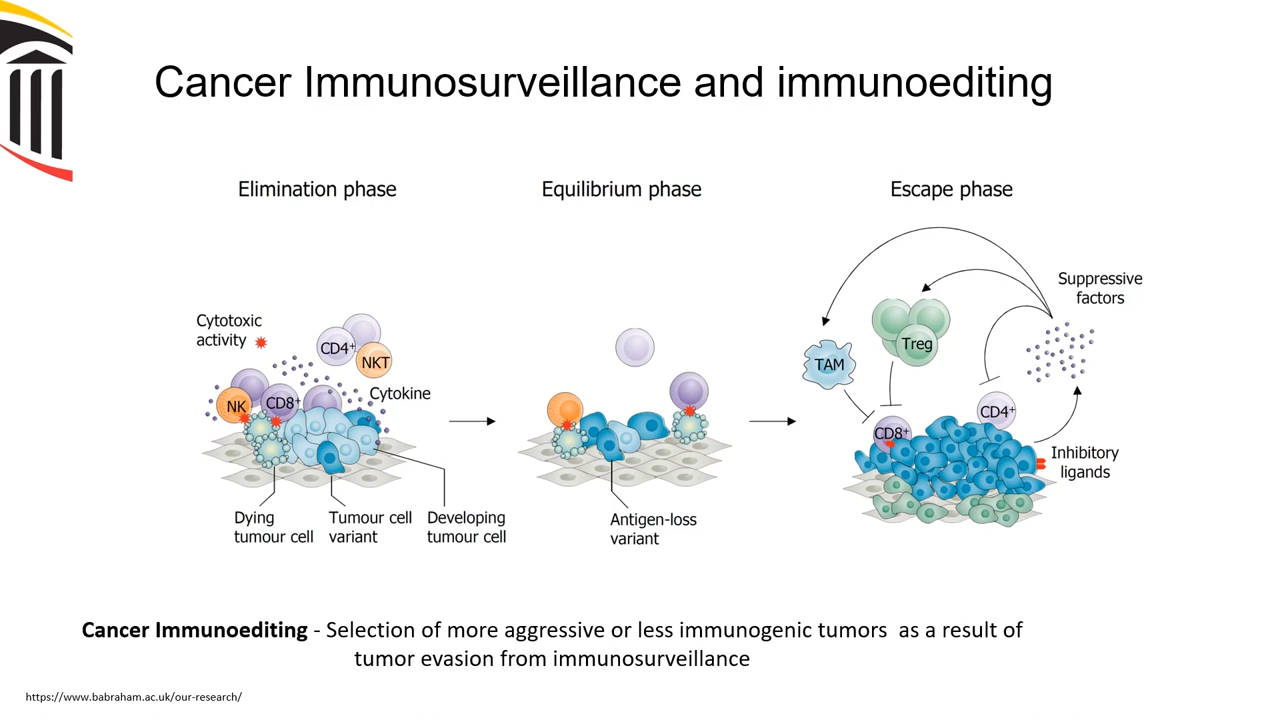 Cancer Immunosurveillance and immunoediting
Elimination phase
Equilibrium phase
Escape phase
Cytotoxic
activity
CD4+
NKT
NK
CD8+
Cytokine
Dying
tumour cell
Tumour cell
variant
Developing
tumour cell
Antigen-loss
variant
Suppressive
factors
Treg
TAM
CD8+
CD4+
Inhibitory
ligands
Cancer Immunoediting - Selection of more aggressive or less immunogenic tumors as a result of
tumor evasion from immunosurveillance
https://www.babraham.ac.uk/our-research/